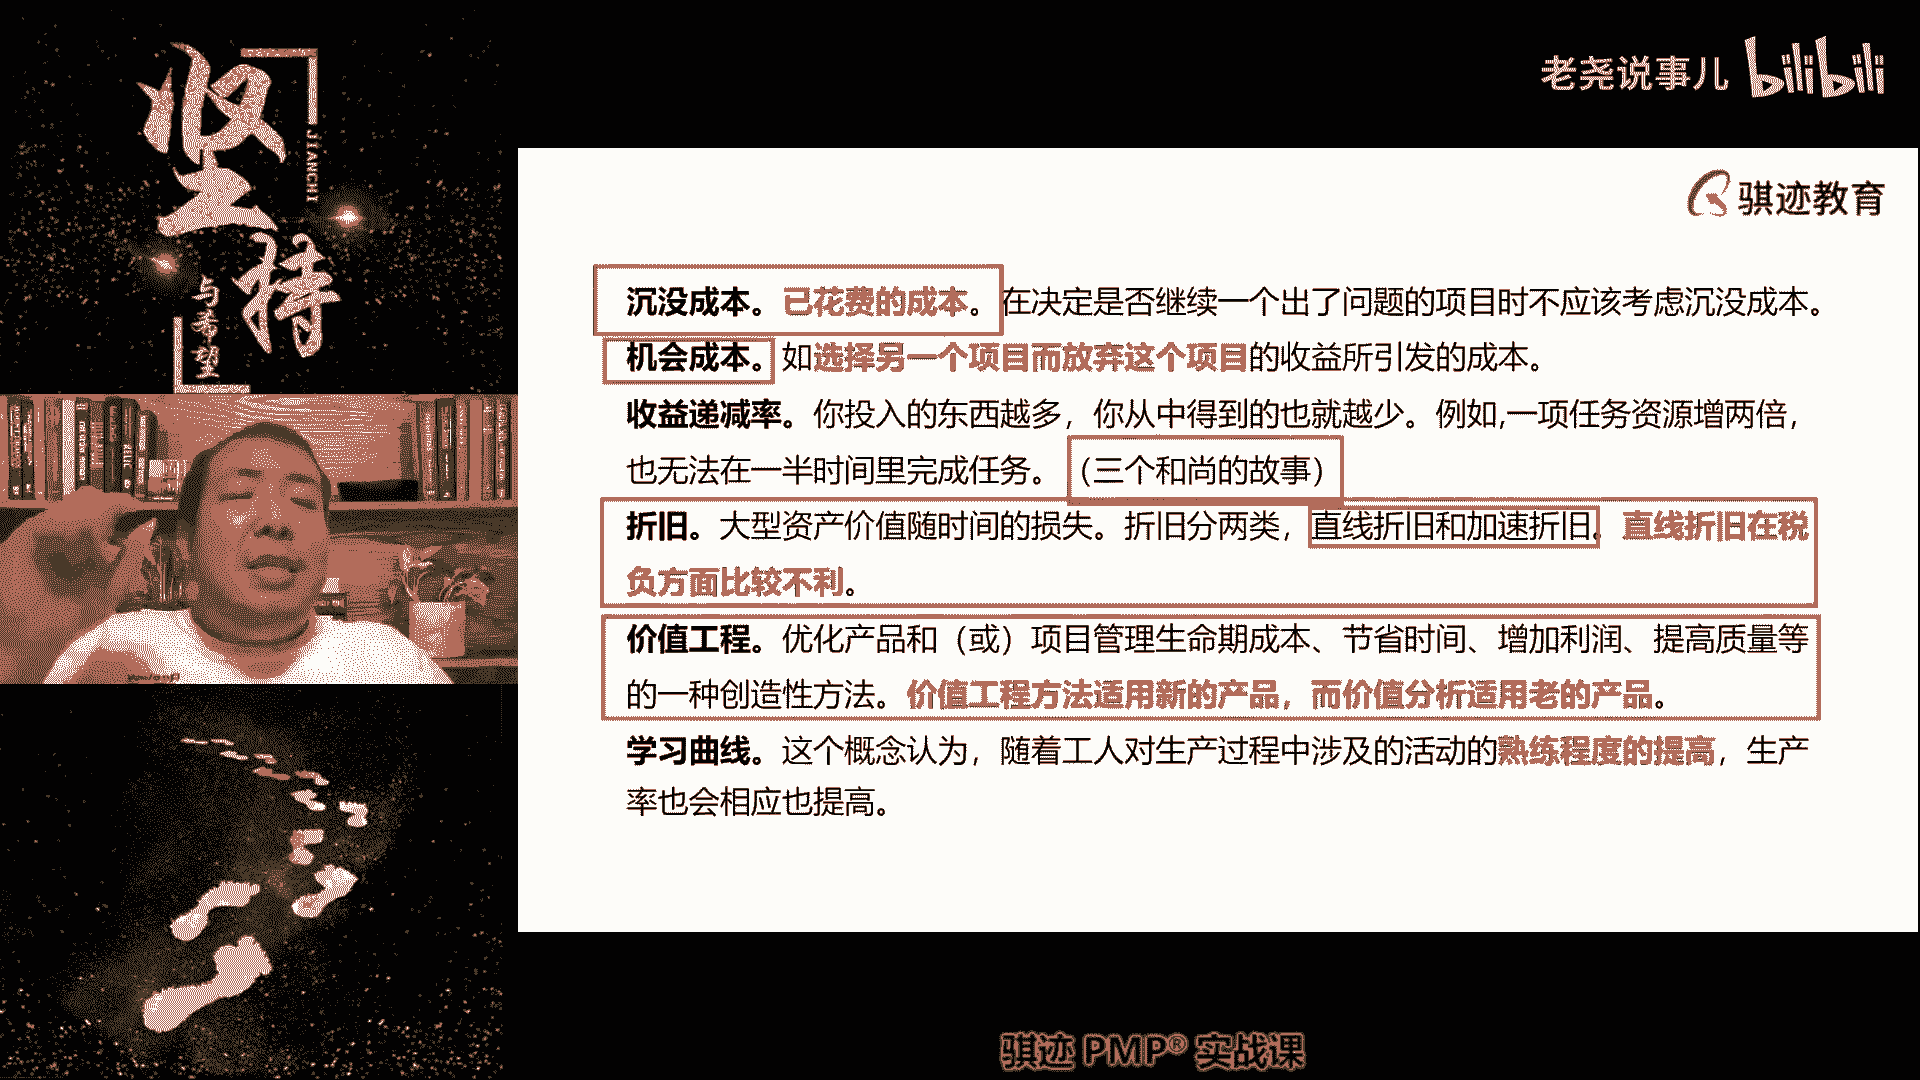 坚持
JIANCHI
与希望
老尧说事儿 bilibili
骐迹教育
沉没成本。已花费的成本。在决定是否继续一个出了问题的项目时不应该考虑沉没成本。
机会成本。如选择另一个项目而放弃这个项目的收益所引发的成本。
收益递减率。你投入的东西越多，你从中得到的也就越少。例如,一项任务资源增两倍，
也无法在一半时间里完成任务。（三个和尚的故事）
折旧。大型资产价值随时间的损失。折旧分两类，直线折旧和加速折旧。直线折旧在税
负方面比较不利。
价值工程。优化产品和（或）项目管理生命期成本、节省时间、增加利润、提高质量等
的一种创造性方法。价值工程方法适用新的产品，而价值分析适用老的产品。
学习曲线。这个概念认为，随着工人对生产过程中涉及的活动的熟练程度的提高，生产
率也会相应也提高。
骐迹 PMP® 实战课